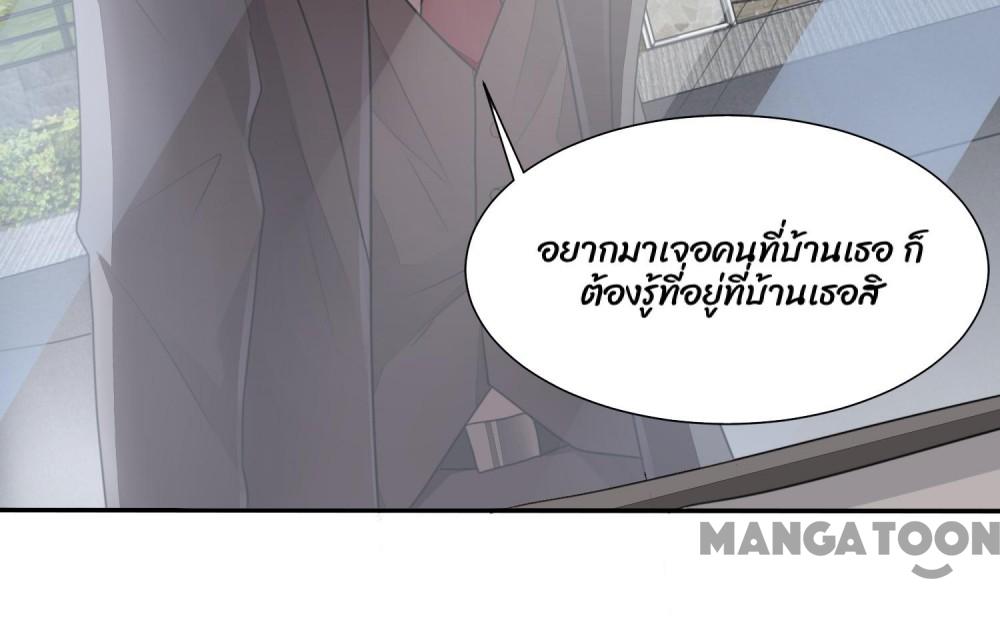 อยากมาเจอคนที่บ้านเธอ ก็
ต้องรู้ที่อยู่ที่บ้านเธอสิ
MANGATOON